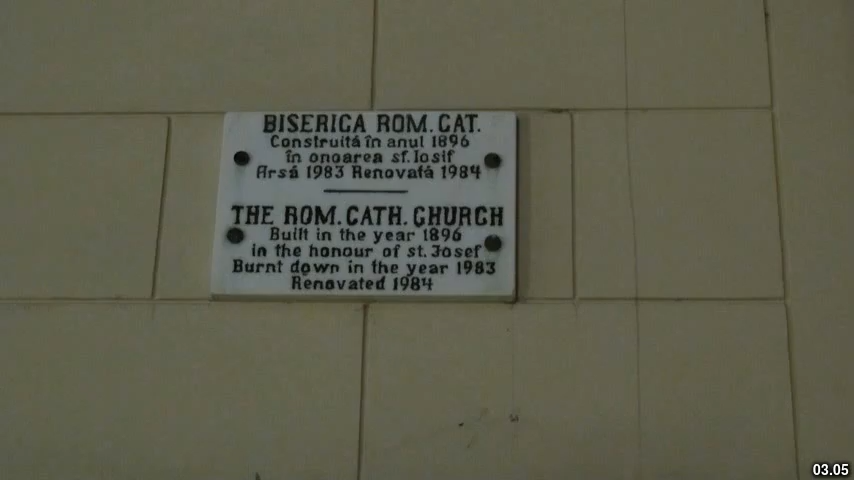 BISERICA ROM. CAT.
Construită în anul 1896
în onoarea sf. Iosif
Arsă 1983 Renovată 1984
THE ROM. CATH. CHURCH
Built in the year 1896
in the honour of st. Josef
Burnt down in the year 1983
Renovated 1984
03.05